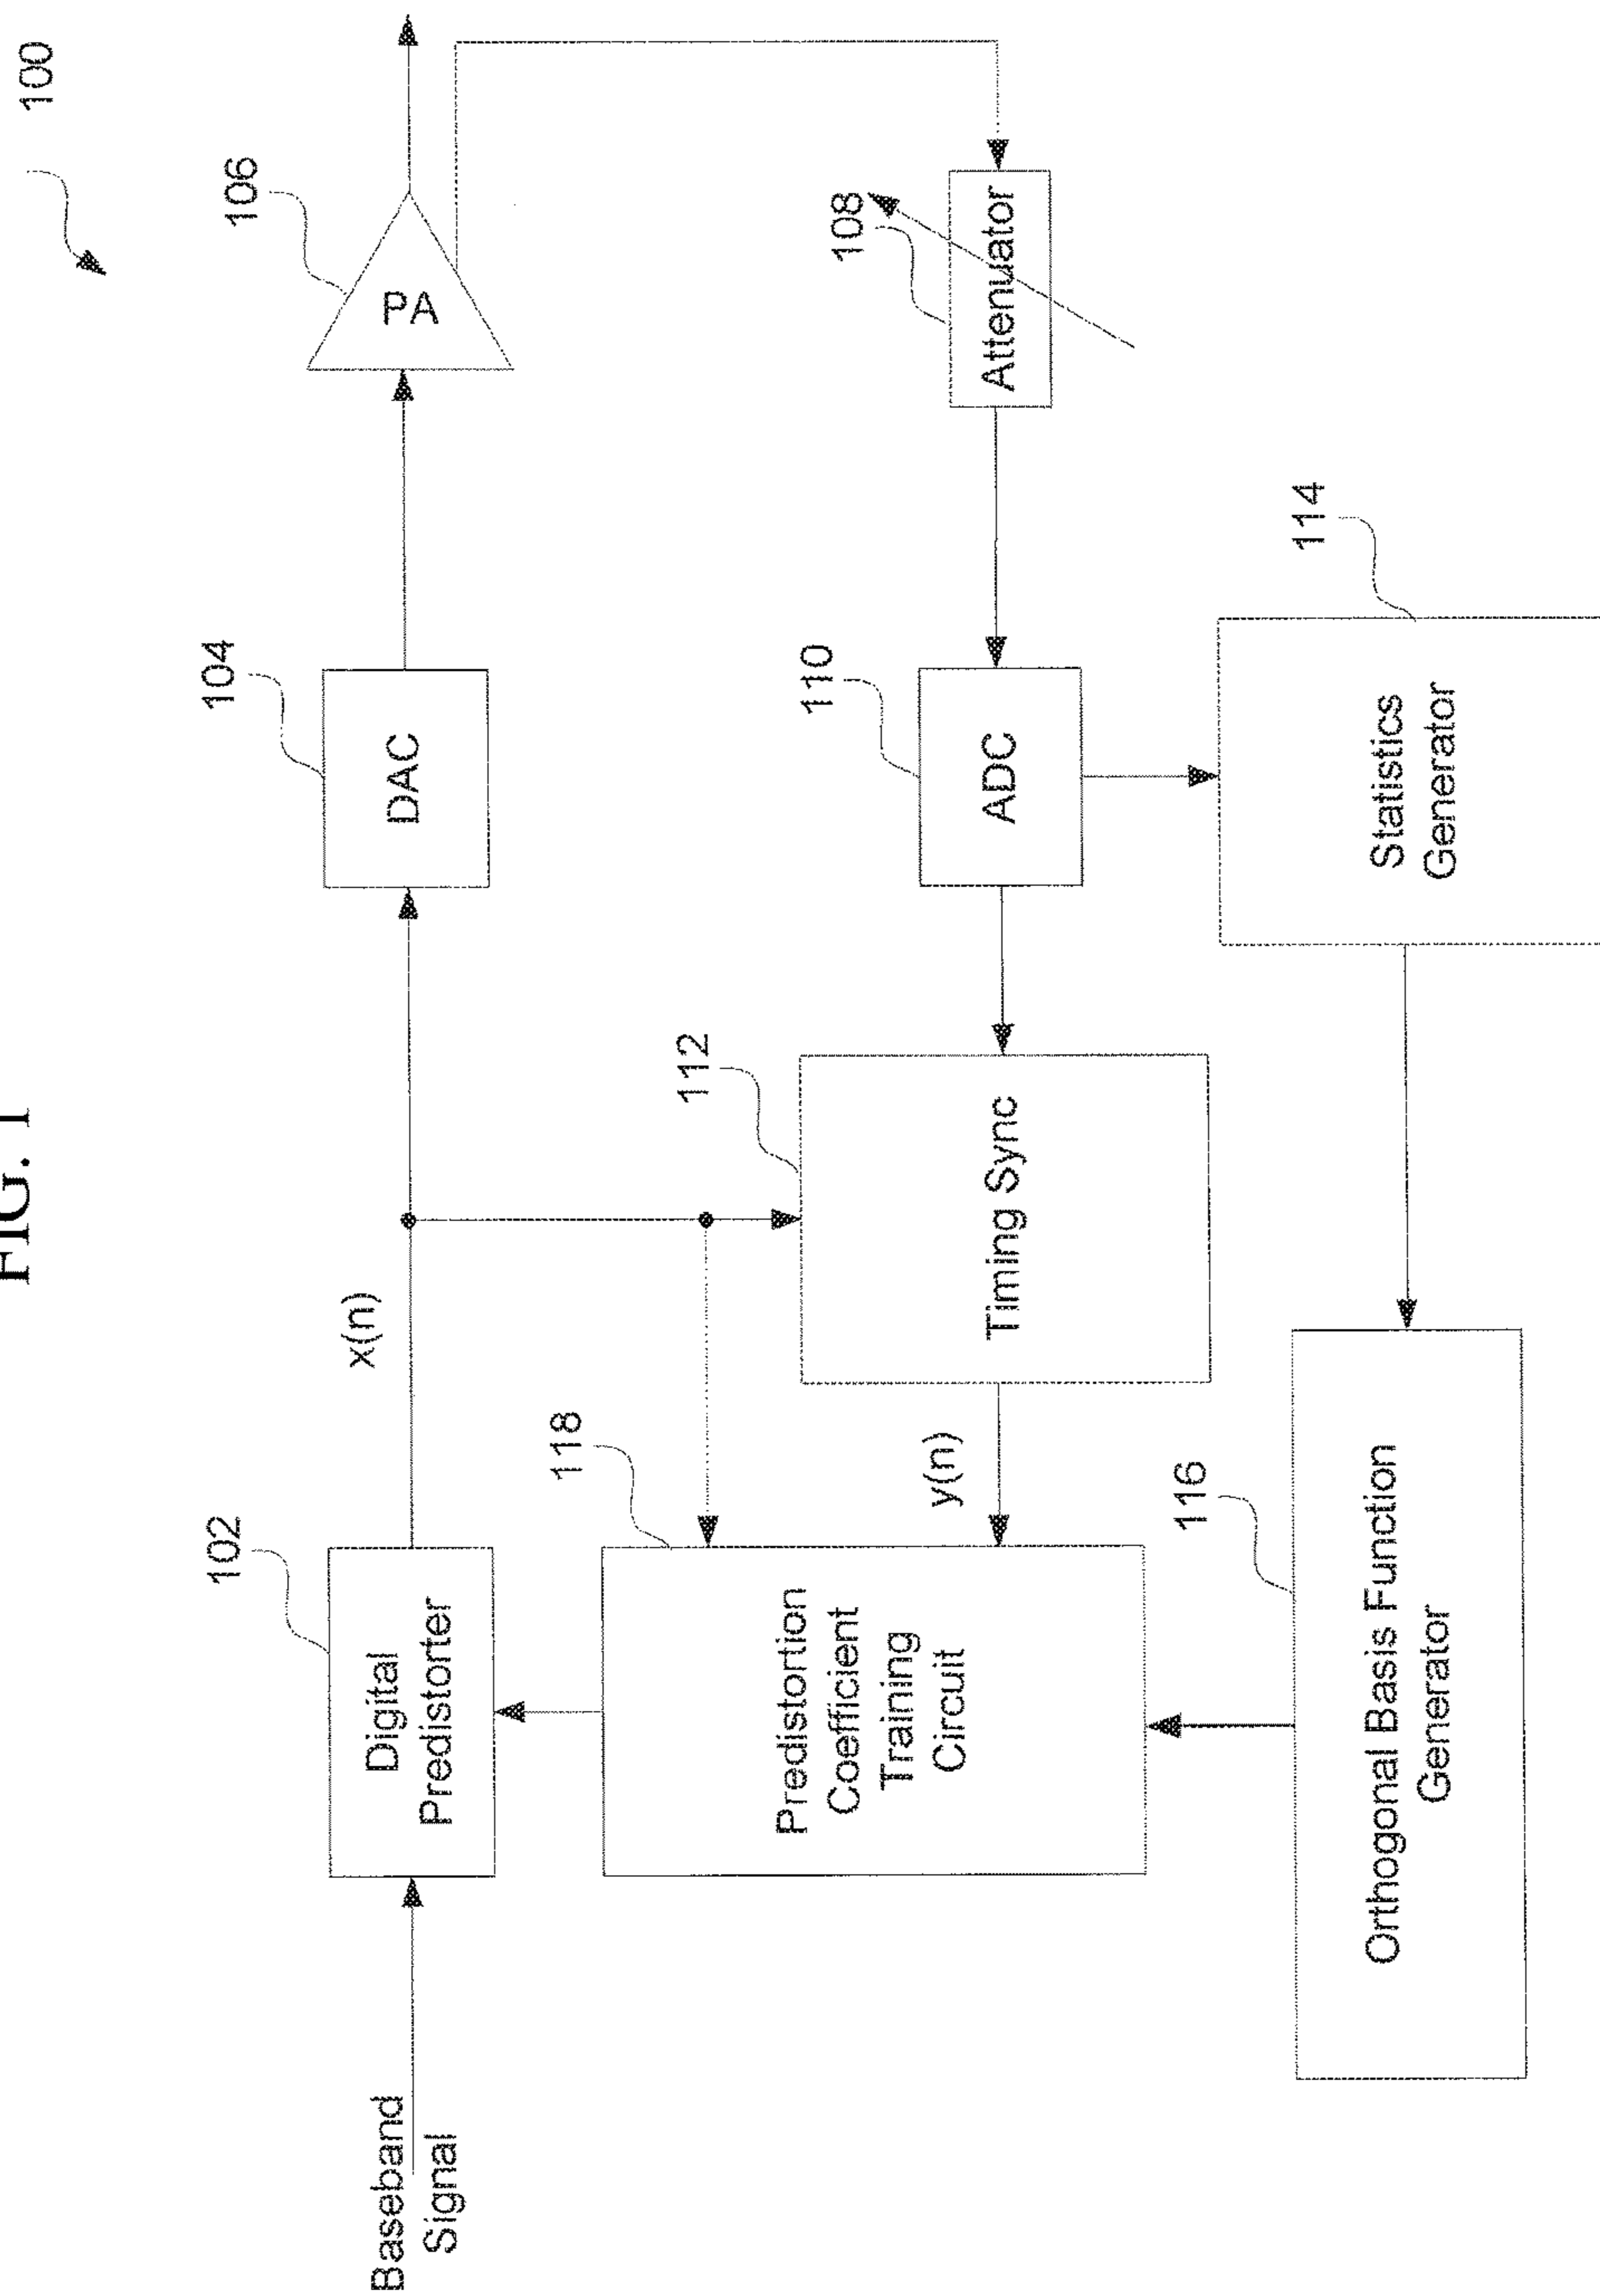 FIG. 1
100
Baseband
Signal
102
Digital
Predistorter
x(n)
104
DAC
106
PA
108
Attenuator
110
ADC
112
Timing Sync
y(n)
118
Predistortion
Coefficient
Training
Circuit
114
Statistics
Generator
116
Orthogonal Basis Function
Generator